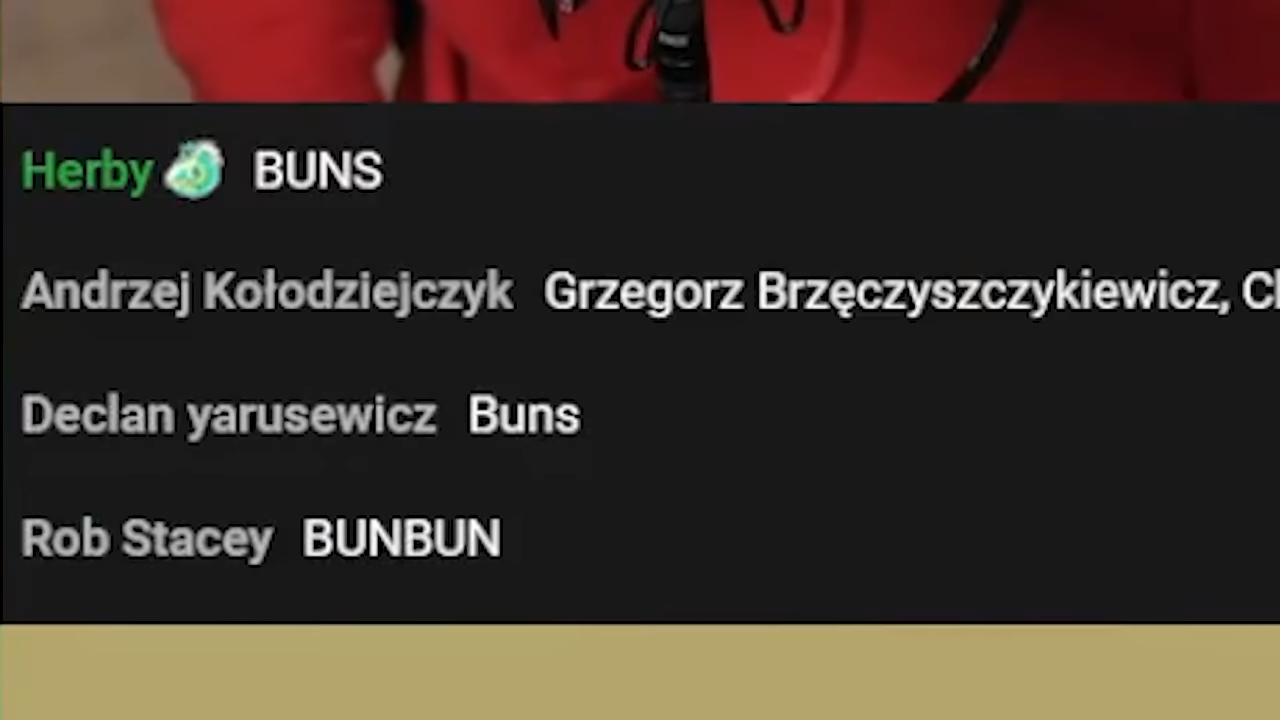 Herby BUNS
Andrzej Kołodziejczyk Grzegorz Brzęczyszczykiewicz,
Declan yarusewicz Buns
Rob Stacey BUNBUN